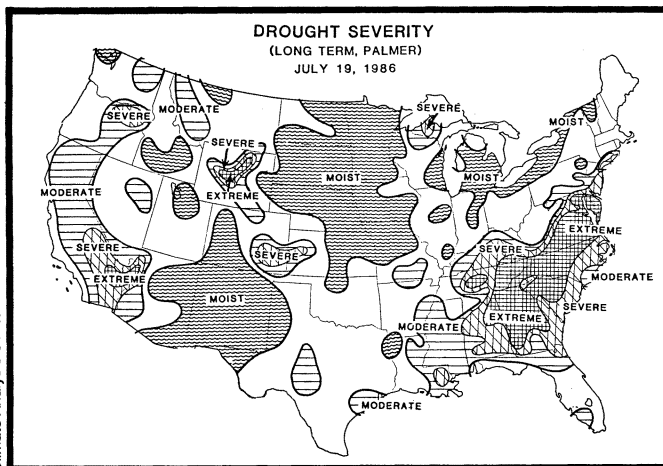 DROUGHT SEVERITY
(LONG TERM, PALMER)
JULY 19, 1986
SEVERE
MODERATE
SEVERE
MOIST
SEVERE
EXTREME
MOIST
MOIST
MODERATE
EXTREME
SEVERE
SEVERE
SEVERE
MODERATE
EXTREME
MOIST
SEVERE
EXTREME
MODERATE
MODERATE